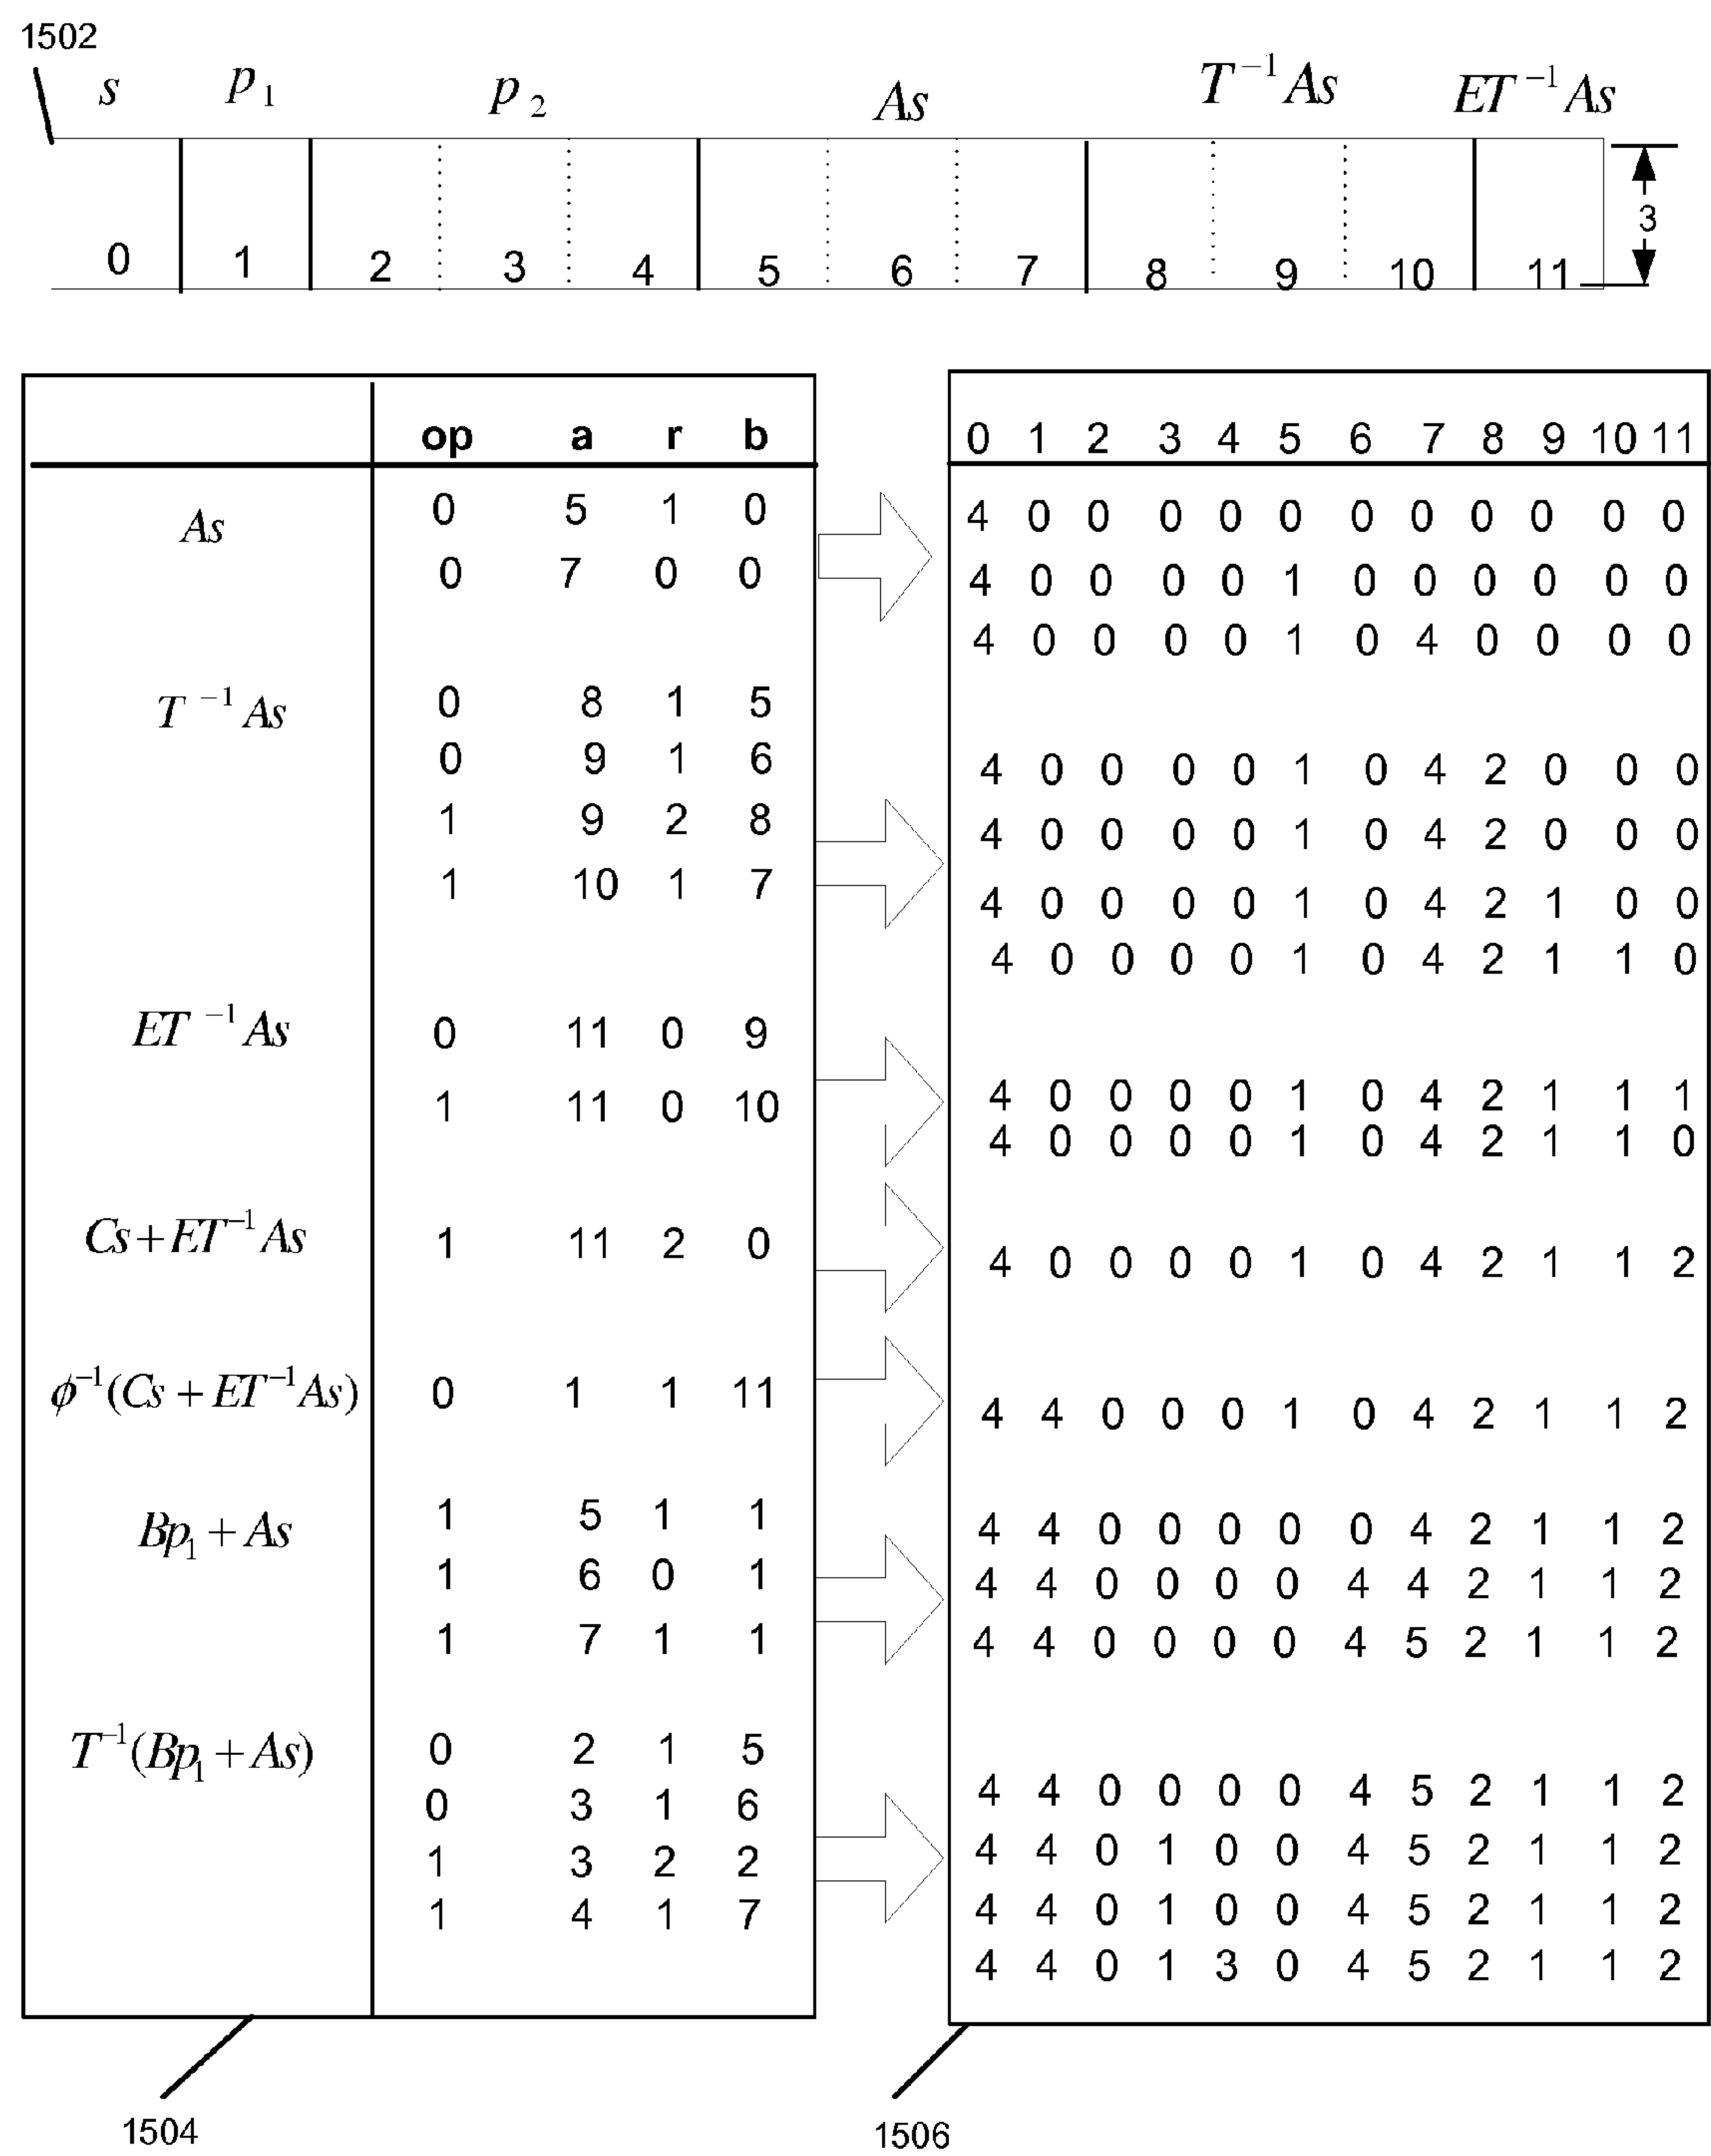 1502
s p₁ p₂ As T⁻¹As ET⁻¹As
0 1 2 3 4 5 6 7 8 9 10 11
3
op a r b
As 0 5 1 0
0 7 0 0
T⁻¹As 0 8 1 5
0 9 1 6
1 9 2 8
1 10 1 7
ET⁻¹As 0 11 0 9
1 11 0 10
Cs+ET⁻¹As 1 11 2 0
ϕ⁻¹(Cs+ET⁻¹As) 0 1 1 11
Bp₁+As 1 5 1 1
1 6 0 1
1 7 1 1
T⁻¹(Bp₁+As) 0 2 1 5
0 3 1 6
1 3 2 2
1 4 1 7
1504
0 1 2 3 4 5 6 7 8 9 10 11
4 0 0 0 0 0 0 0 0 0 0 0
4 0 0 0 0 1 0 0 0 0 0 0
4 0 0 0 0 1 0 4 0 0 0 0
4 0 0 0 0 1 0 4 2 0 0 0
4 0 0 0 0 1 0 4 2 0 0 0
4 0 0 0 0 1 0 4 2 1 0 0
4 0 0 0 0 1 0 4 2 1 1 0
4 0 0 0 0 1 0 4 2 1 1 1
4 0 0 0 0 1 0 4 2 1 1 0
4 0 0 0 0 1 0 4 2 1 1 2
4 4 0 0 0 1 0 4 2 1 1 2
4 4 0 0 0 0 0 4 2 1 1 2
4 4 0 0 0 0 4 4 2 1 1 2
4 4 0 0 0 0 4 5 2 1 1 2
4 4 0 0 0 0 4 5 2 1 1 2
4 4 0 1 0 0 4 5 2 1 1 2
4 4 0 1 0 0 4 5 2 1 1 2
4 4 0 1 3 0 4 5 2 1 1 2
1506